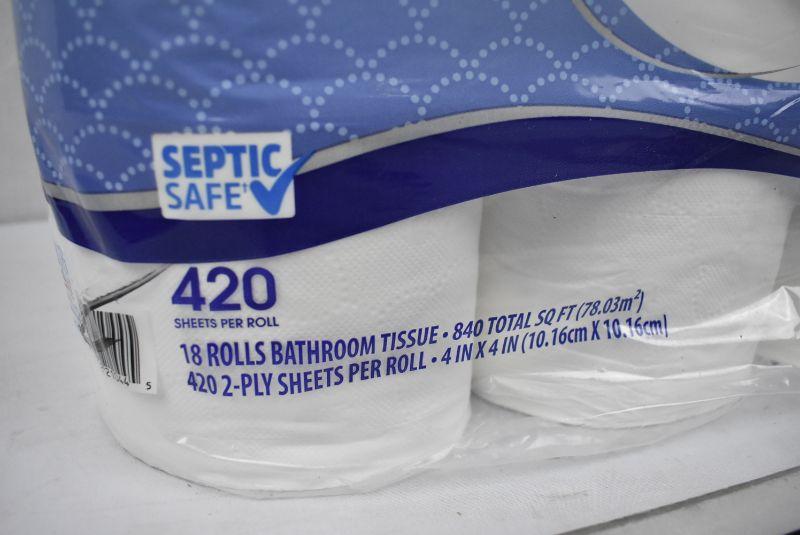 SEPTIC
SAFE†
420
SHEETS PER ROLL
18 ROLLS BATHROOM TISSUE • 840 TOTAL SQ FT (78.03m²)
420 2-PLY SHEETS PER ROLL • 4 IN X 4 IN (10.16cm X 10.16cm)
5